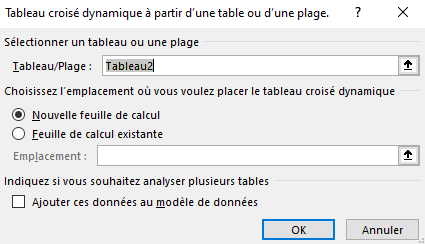 Tableau croisé dynamique à partir d'une table ou d'une plage.
Sélectionner un tableau ou une plage
Tableau/Plage : Tableau2
Choisissez l'emplacement où vous voulez placer le tableau croisé dynamique
Nouvelle feuille de calcul
Feuille de calcul existante
Emplacement :
Indiquez si vous souhaitez analyser plusieurs tables
Ajouter ces données au modèle de données
OK Annuler